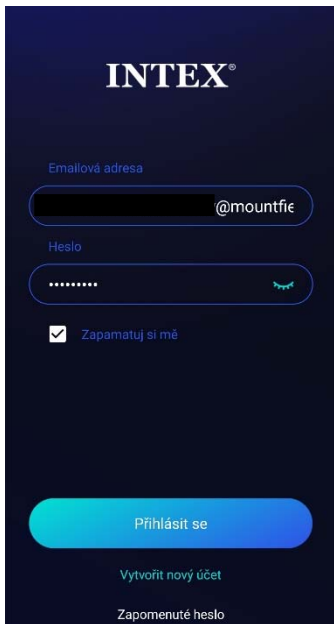 INTEX®
Emailová adresa
@mountfie
Heslo
•••••••••
Zapamatuj si mě
Přihlásit se
Vytvořit nový účet
Zapomenuté heslo